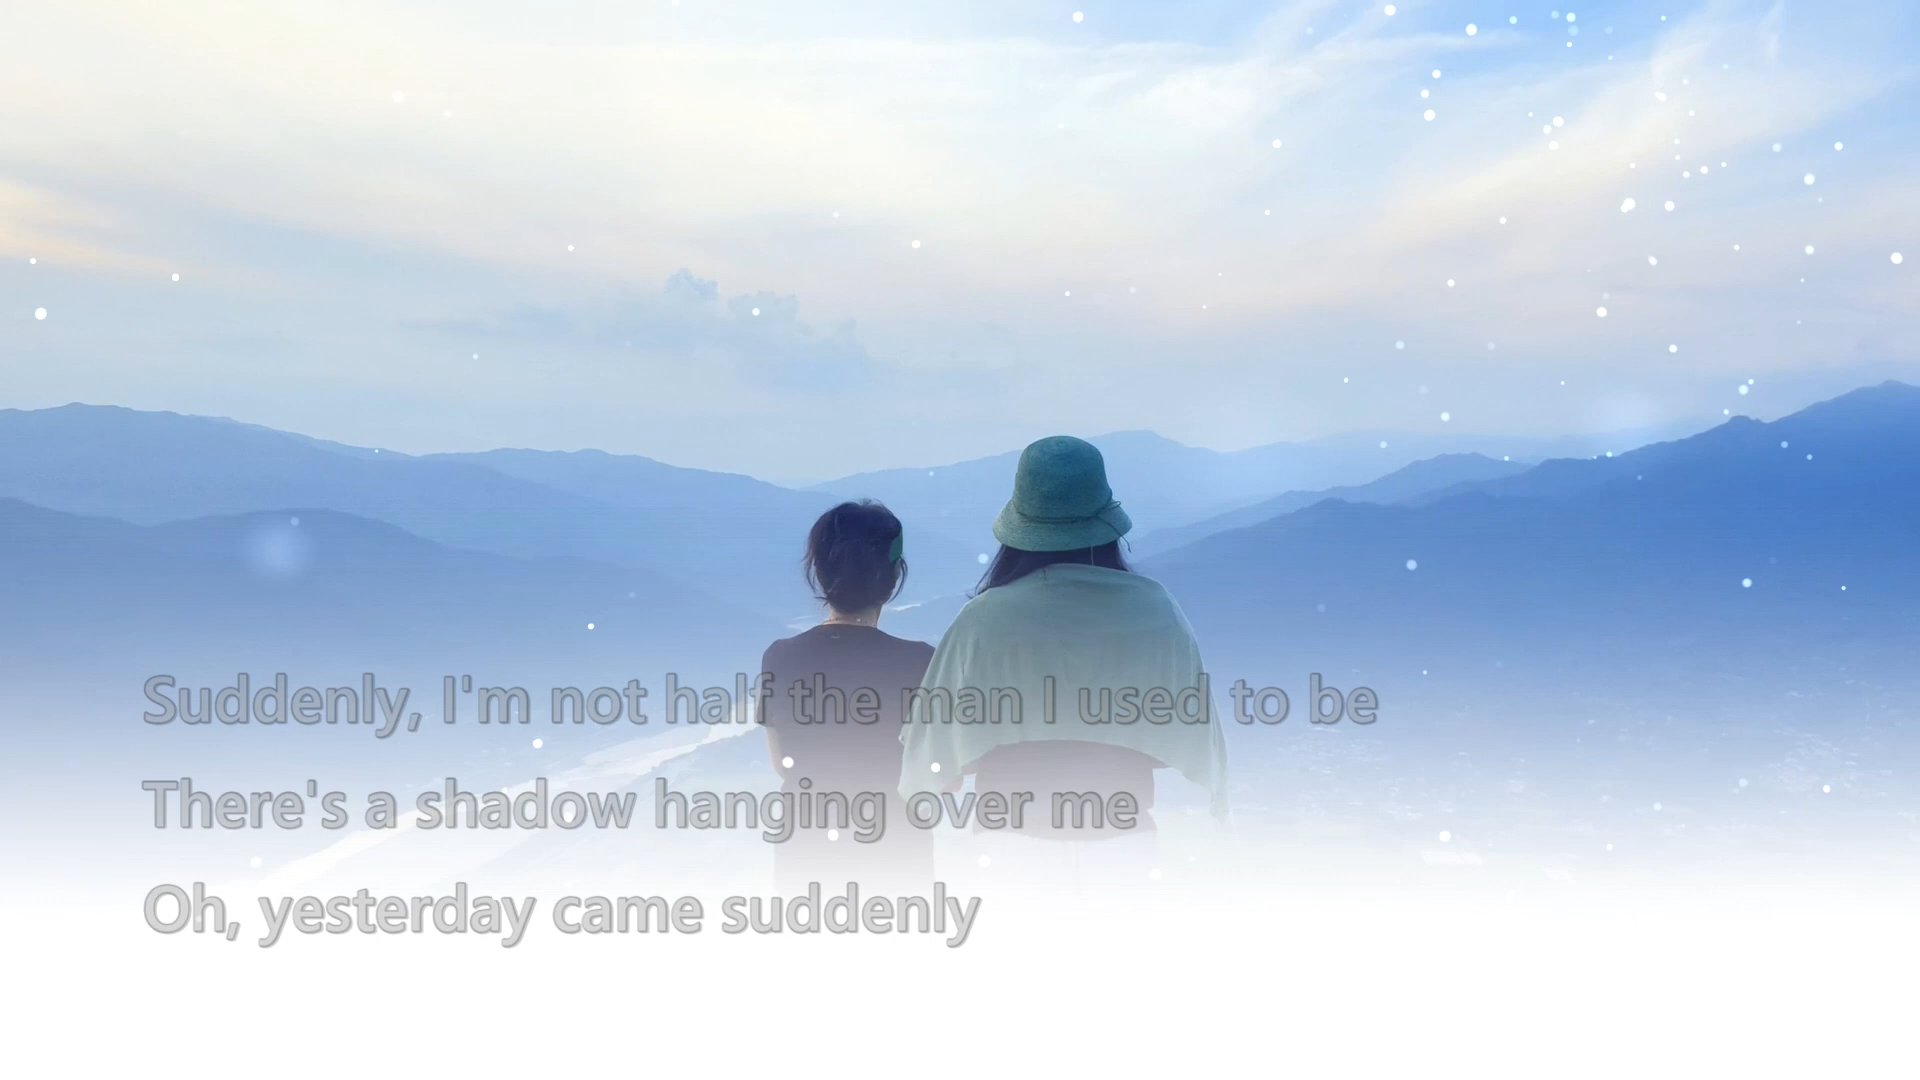 Suddenly, I'm not half the man I used to be
There's a shadow hanging over me
Oh, yesterday came suddenly